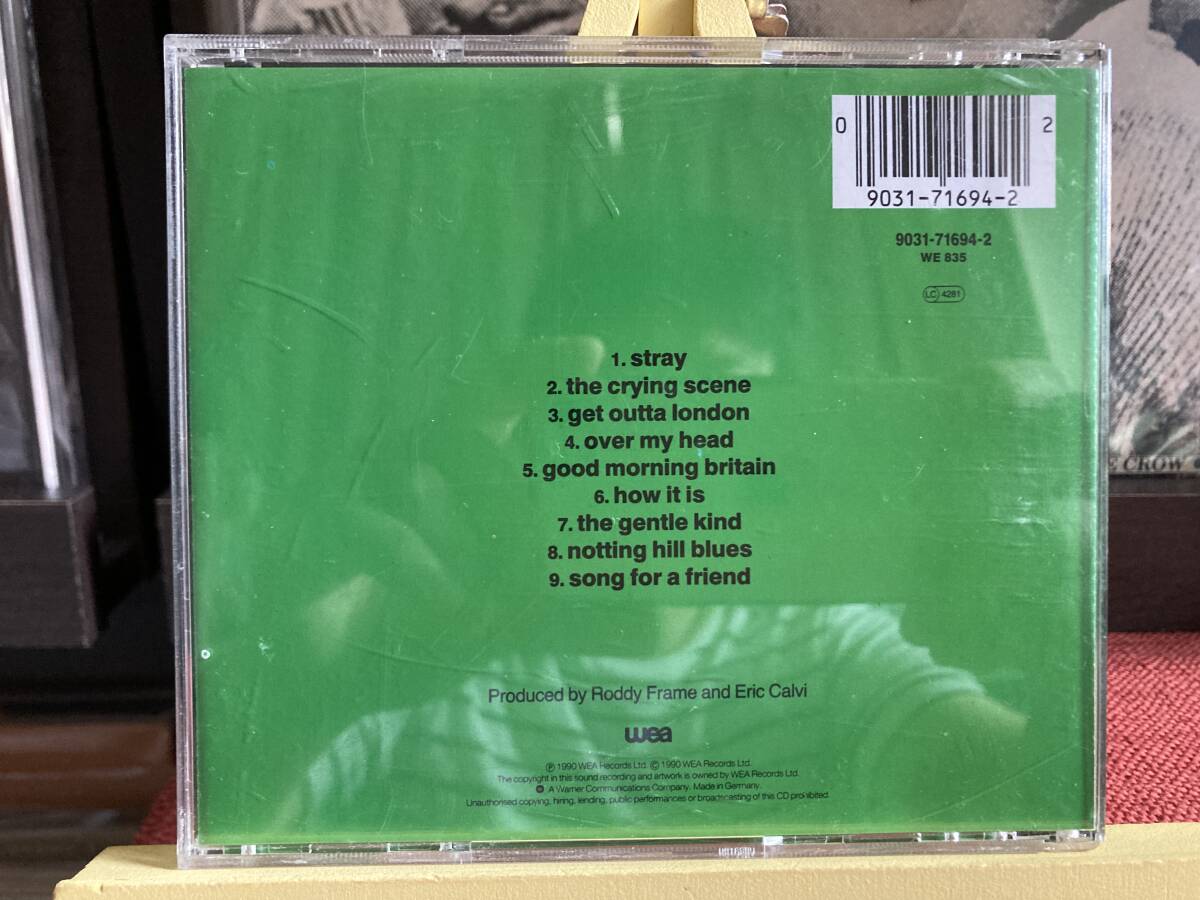 0 2
9031-71694-2
9031-71694-2
WE 835
LC 4281
1. stray
2. the crying scene
3. get outta london
4. over my head
5. good morning britain
6. how it is
7. the gentle kind
8. notting hill blues
9. song for a friend
Produced by Roddy Frame and Eric Calvi
wea
℗ 1990 WEA Records Ltd. © 1990 WEA Records Ltd.
The copyright in this sound recording and artwork is owned by WEA Records Ltd.
A Warner Communications Company. Made in Germany.
Unauthorised copying, hiring, lending, public performances or broadcasting of this CD prohibited.
CROW